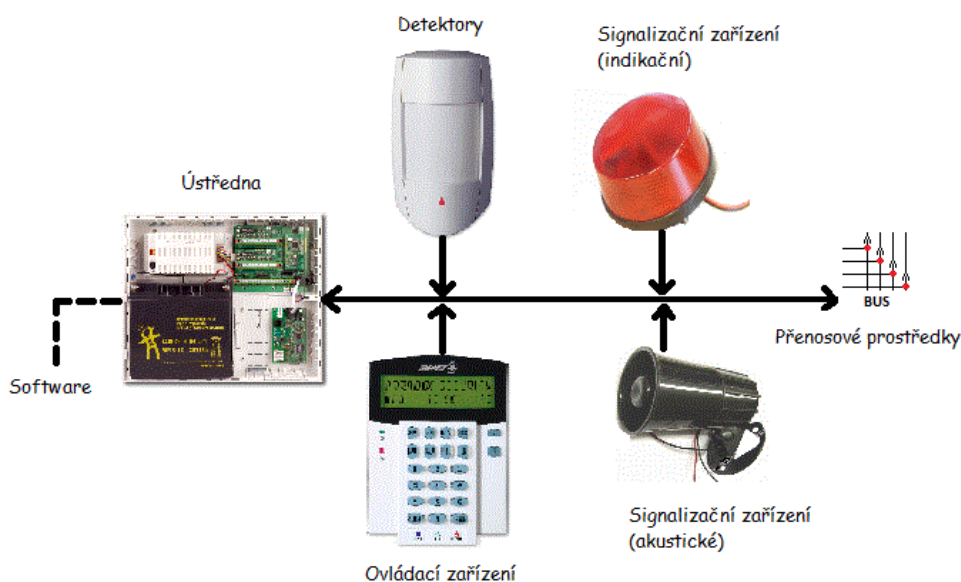 Detektory
Signalizační zařízení
(indikační)
Ústředna
BUS
Přenosové prostředky
Software
Signalizační zařízení
(akustické)
Ovládací zařízení